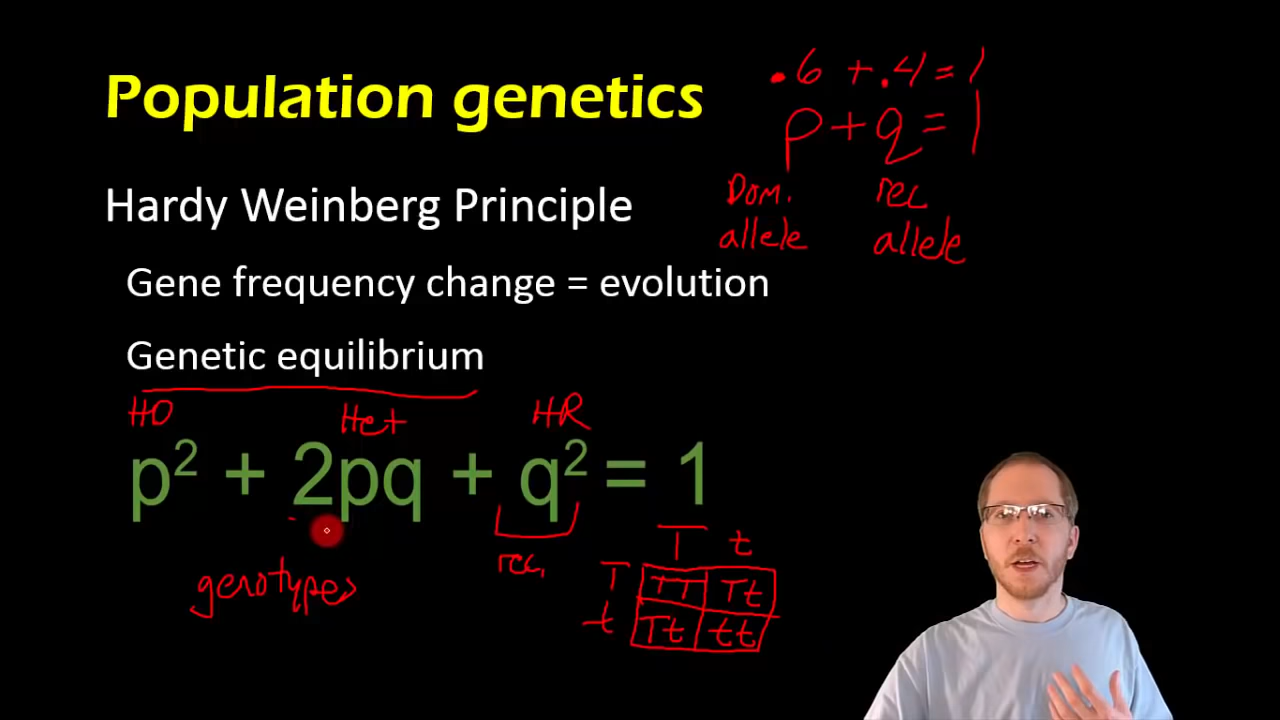 Population genetics
.6 + .4 = 1
p + q = 1
Dom. allele
rec allele
Hardy Weinberg Principle
Gene frequency change = evolution
Genetic equilibrium
HD Het HR
p² + 2pq + q² = 1
rec.
genotypes
T t
T TT Tt
t Tt tt